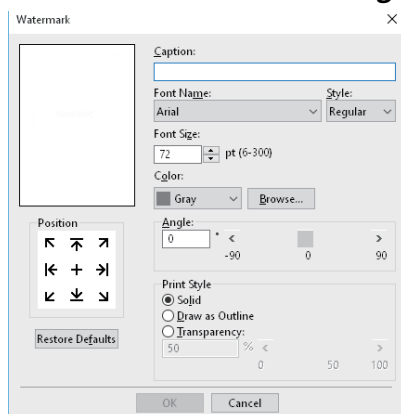 Watermark
Caption:
Font Name: Style:
Arial Regular
Font Size:
72 pt (6-300)
Color:
Gray Browse...
Position
Angle:
0 °
-90 0 90
Print Style
Solid
Draw as Outline
Transparency:
50 %
0 50 100
Restore Defaults
OK Cancel